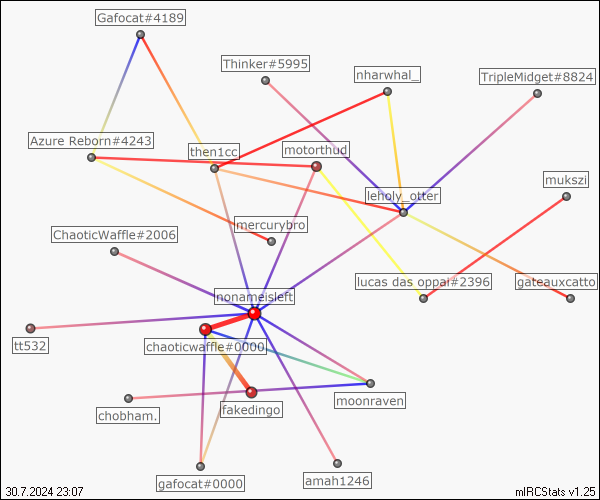 Gafocat#4189
Thinker#5995
nharwhal_
TripleMidget#8824
Azure Reborn#4243
then1cc
motorthud
mukszi
leholy_otter
mercurybro
ChaoticWaffle#2006
lucas das oppai#2396
gateauxcatto
nonameisleft
tt532
chaoticwaffle#0000
moonraven
fakedingo
chobham.
gafocat#0000
amah1246
30.7.2024 23:07
mIRCStats v1.25